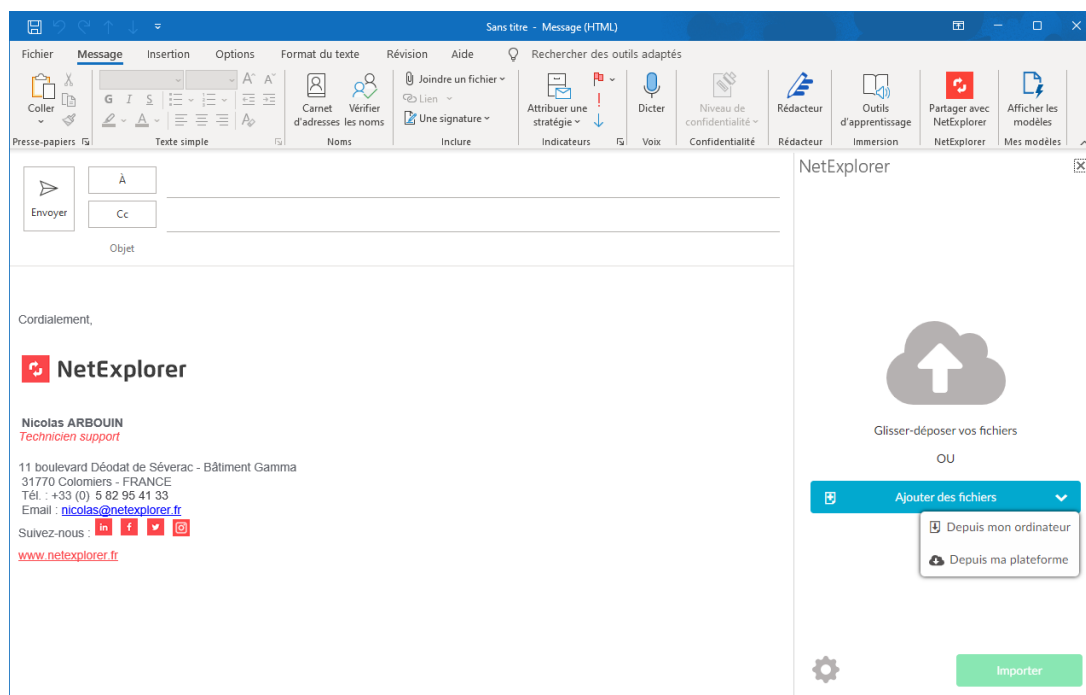 Sans titre - Message (HTML)
Fichier Message Insertion Options Format du texte Révision Aide Rechercher des outils adaptés
Coller
G I S
A A
Carnet d'adresses
Vérifier les noms
Joindre un fichier
Lien
Une signature
Attribuer une stratégie
Dicter
Niveau de confidentialité
Rédacteur
Outils d'apprentissage
Partager avec NetExplorer
Afficher les modèles
Presse-papiers Texte simple Noms Inclure Indicateurs Voix Confidentialité Rédacteur Immersion NetExplorer Mes modèles
Envoyer
À
Cc
Objet
Cordialement,
NetExplorer
Nicolas ARBOUIN
Technicien support
11 boulevard Déodat de Séverac - Bâtiment Gamma
31770 Colomiers - FRANCE
Tél. : +33 (0) 5 82 95 41 33
Email : nicolas@netexplorer.fr
Suivez-nous : in f
www.netexplorer.fr
NetExplorer
Glisser-déposer vos fichiers
OU
Ajouter des fichiers
Depuis mon ordinateur
Depuis ma plateforme
Importer